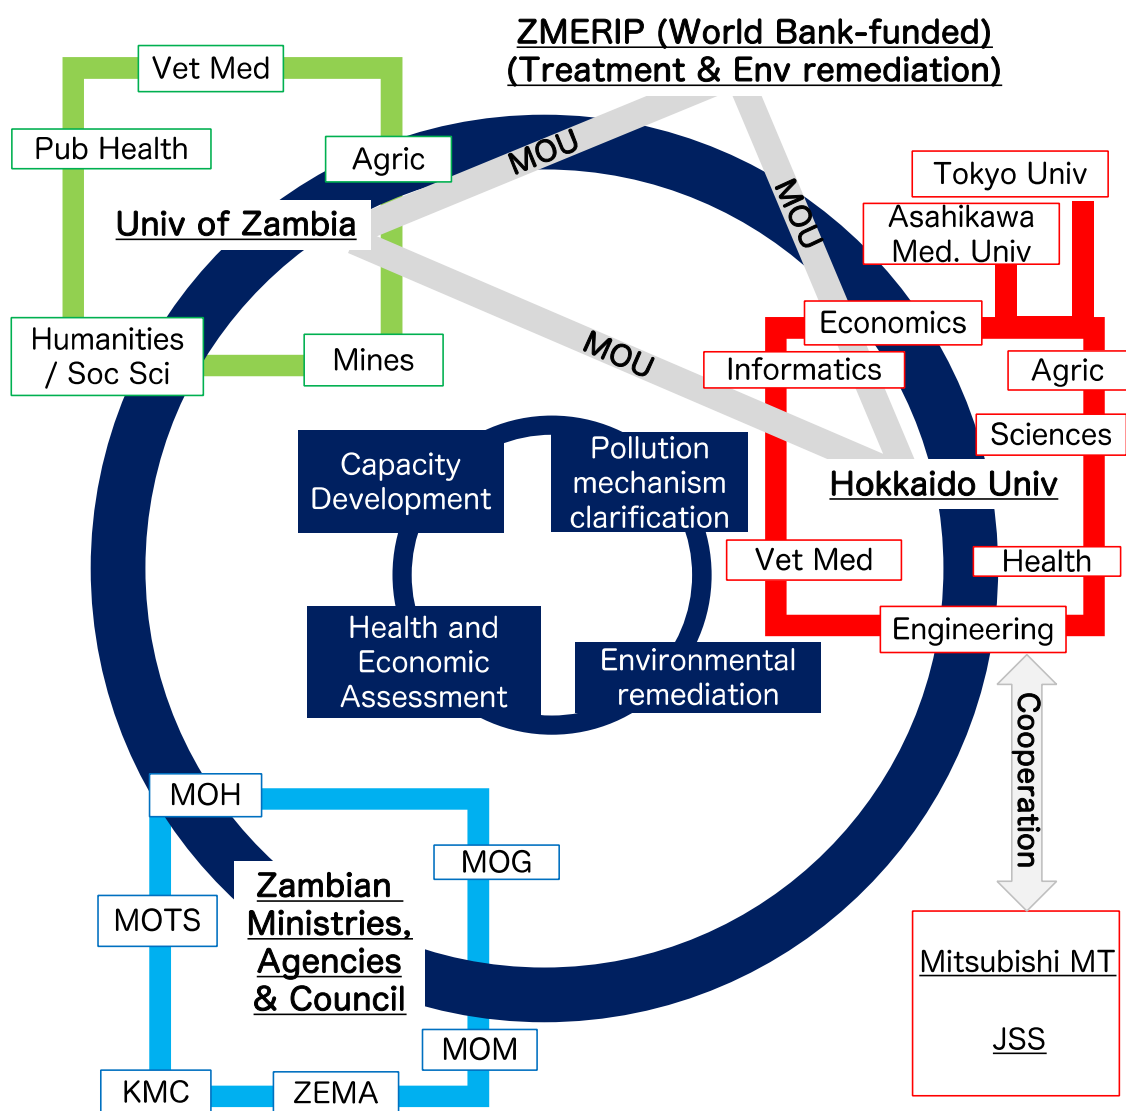 ZMERIP (World Bank-funded)
(Treatment & Env remediation)
Vet Med
Pub Health
Agric
Univ of Zambia
Humanities
/ Soc Sci
Mines
MOU
MOU
MOU
Tokyo Univ
Asahikawa
Med. Univ
Economics
Informatics
Agric
Sciences
Hokkaido Univ
Vet Med
Health
Engineering
Capacity
Development
Pollution
mechanism
clarification
Health and
Economic
Assessment
Environmental
remediation
Cooperation
Mitsubishi MT
JSS
MOH
MOG
MOTS
Zambian
Ministries,
Agencies
& Council
MOM
KMC
ZEMA